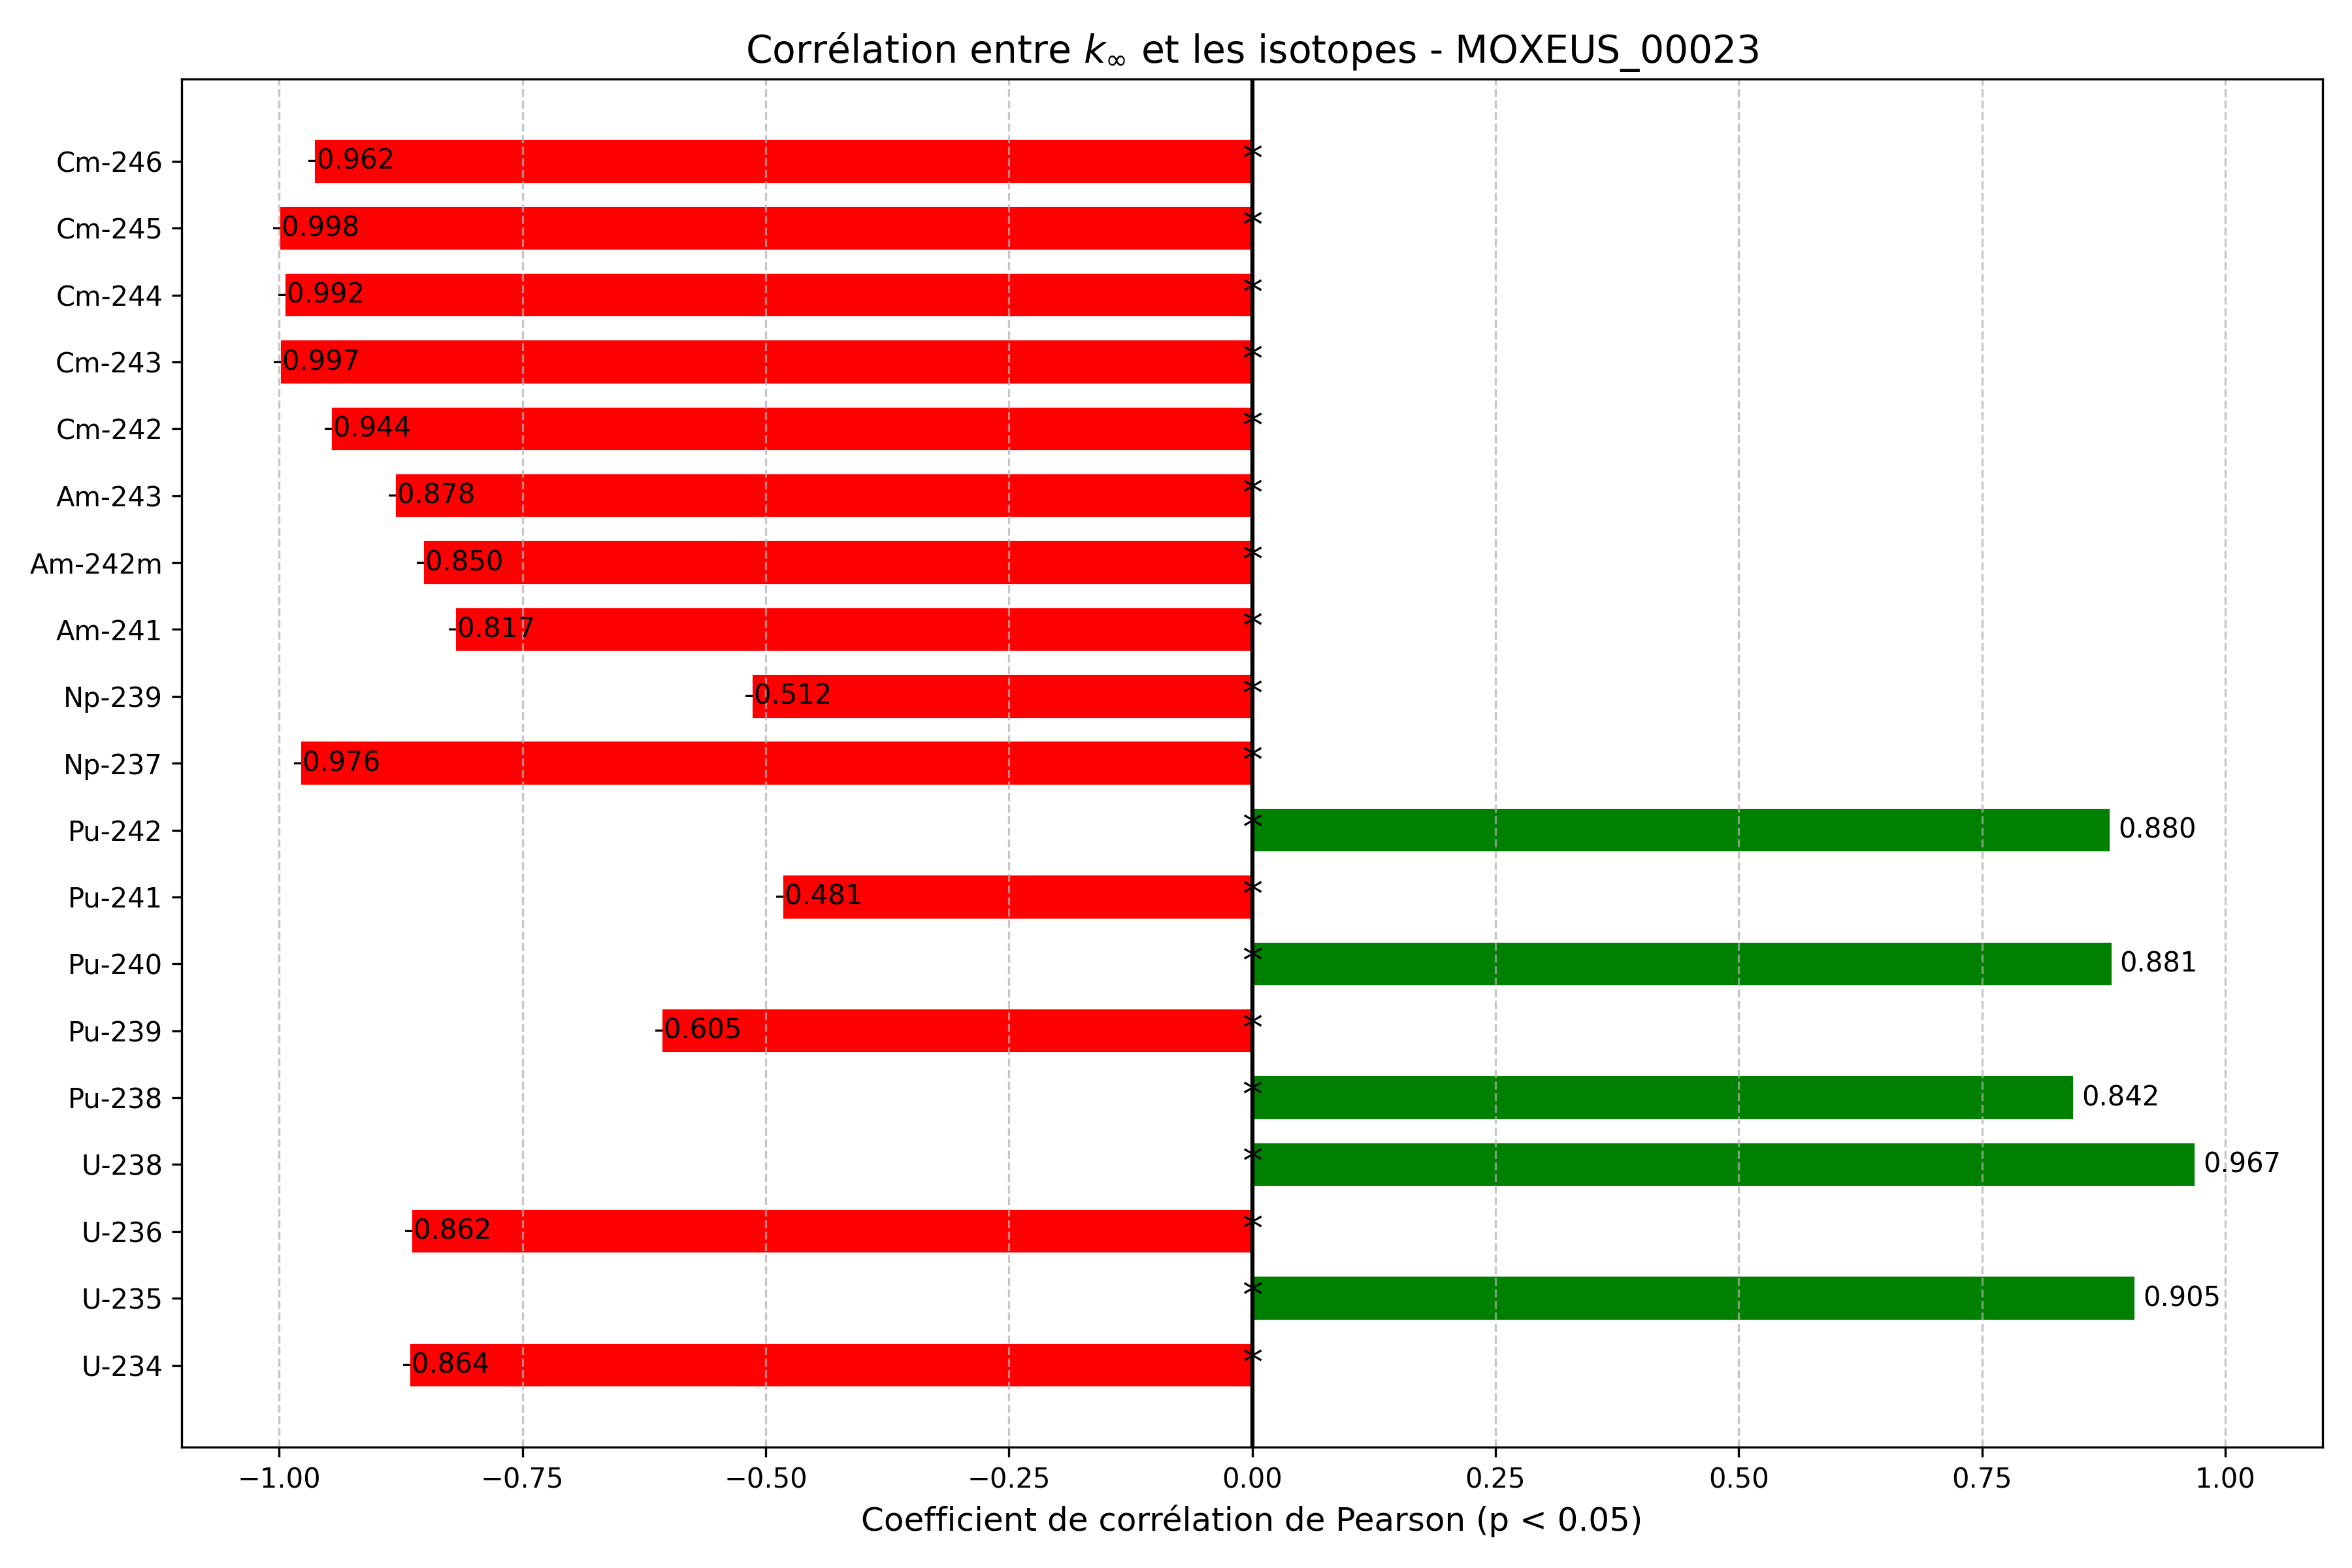 Corrélation entre k∞ et les isotopes - MOXEUS_00023
Cm-246 -0.962 *
Cm-245 -0.998 *
Cm-244 -0.992 *
Cm-243 -0.997 *
Cm-242 -0.944 *
Am-243 -0.878 *
Am-242m -0.850 *
Am-241 -0.817 *
Np-239 -0.512 *
Np-237 -0.976 *
Pu-242 * 0.880
Pu-241 -0.481 *
Pu-240 * 0.881
Pu-239 -0.605 *
Pu-238 * 0.842
U-238 * 0.967
U-236 -0.862 *
U-235 * 0.905
U-234 -0.864 *
−1.00 −0.75 −0.50 −0.25 0.00 0.25 0.50 0.75 1.00
Coefficient de corrélation de Pearson (p < 0.05)